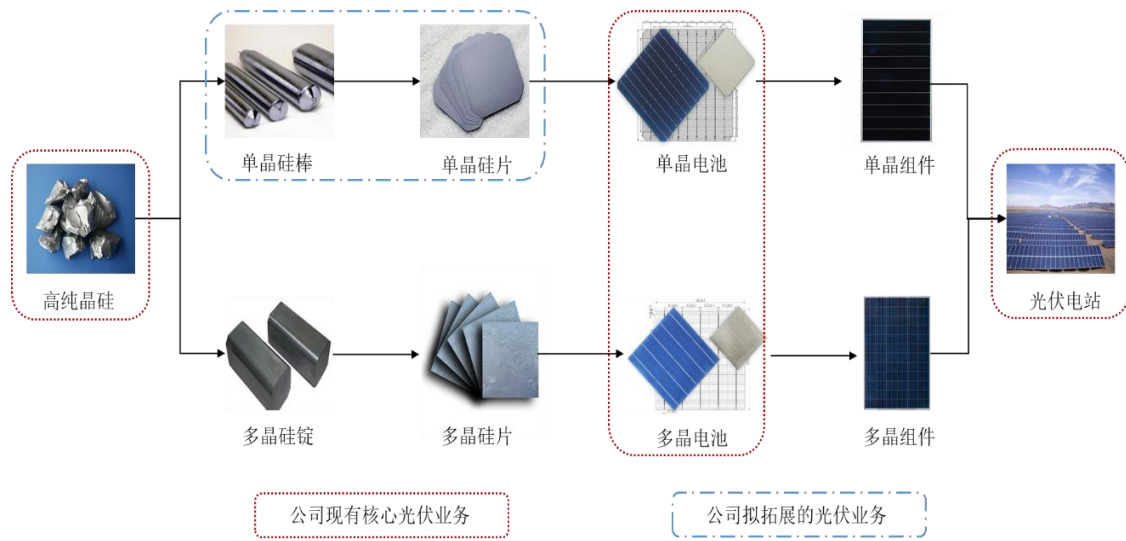 单晶硅棒
单晶硅片
单晶电池
单晶组件
高纯晶硅
光伏电站
多晶硅锭
多晶硅片
多晶电池
多晶组件
公司现有核心光伏业务
公司拟拓展的光伏业务